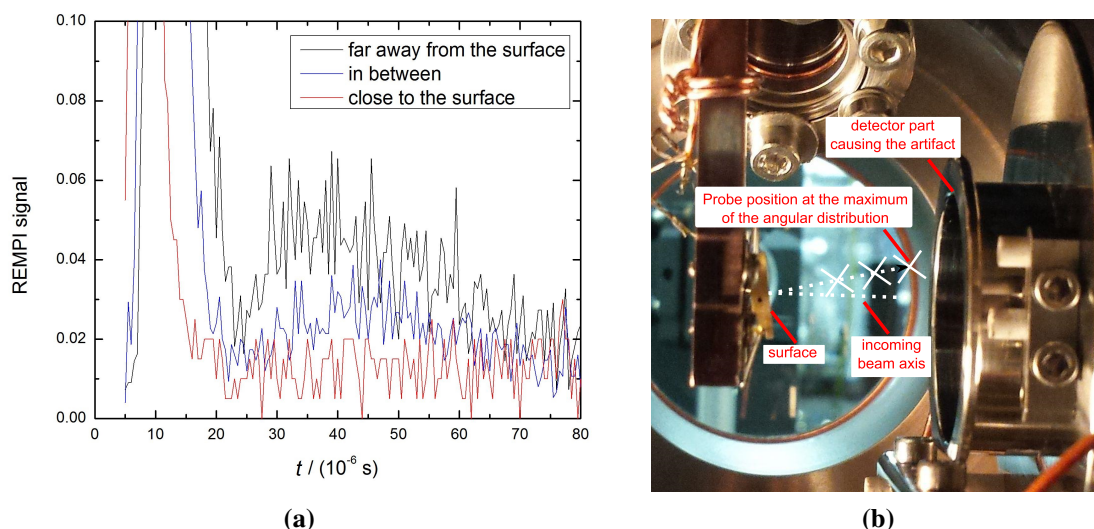 0.10
0.08
0.06
0.04
0.02
0.00
REMPI signal
far away from the surface
in between
close to the surface
0 10 20 30 40 50 60 70 80
t / (10⁻⁶ s)
(a)
detector part
causing the artifact
Probe position at the maximum
of the angular distribution
surface
incoming
beam axis
(b)